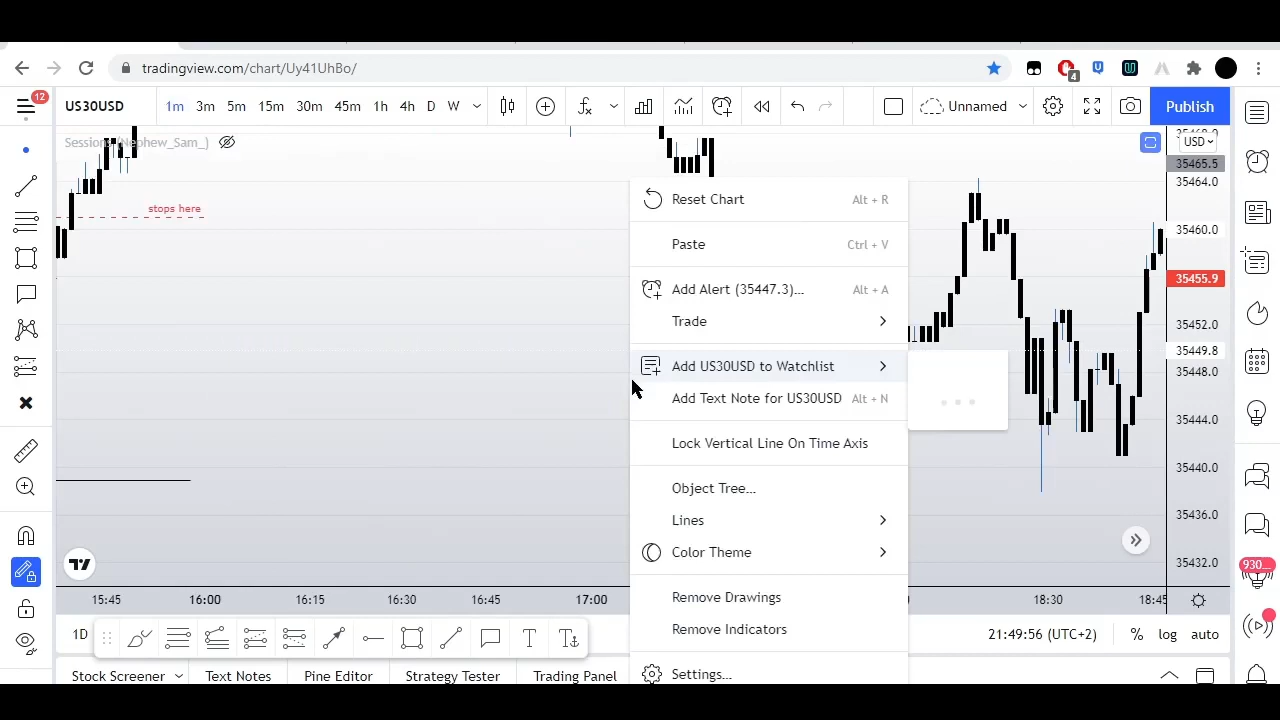 tradingview.com/chart/Uy41UhBo/
4
12
US30USD
1m 3m 5m 15m 30m 45m 1h 4h D W
Unnamed
Publish
Sessions (Nephew_Sam_)
USD
35465.5
35464.0
35460.0
35455.9
35452.0
35449.8
35448.0
35444.0
35440.0
35436.0
35432.0
stops here
Reset Chart Alt + R
Paste Ctrl + V
Add Alert (35447.3)... Alt + A
Trade
Add US30USD to Watchlist
Add Text Note for US30USD Alt + N
Lock Vertical Line On Time Axis
Object Tree...
Lines
Color Theme
Remove Drawings
Remove Indicators
Settings...
930
15:45 16:00 16:15 16:30 16:45 17:00 18:30 18:45
1D
21:49:56 (UTC+2) % log auto
Stock Screener Text Notes Pine Editor Strategy Tester Trading Panel